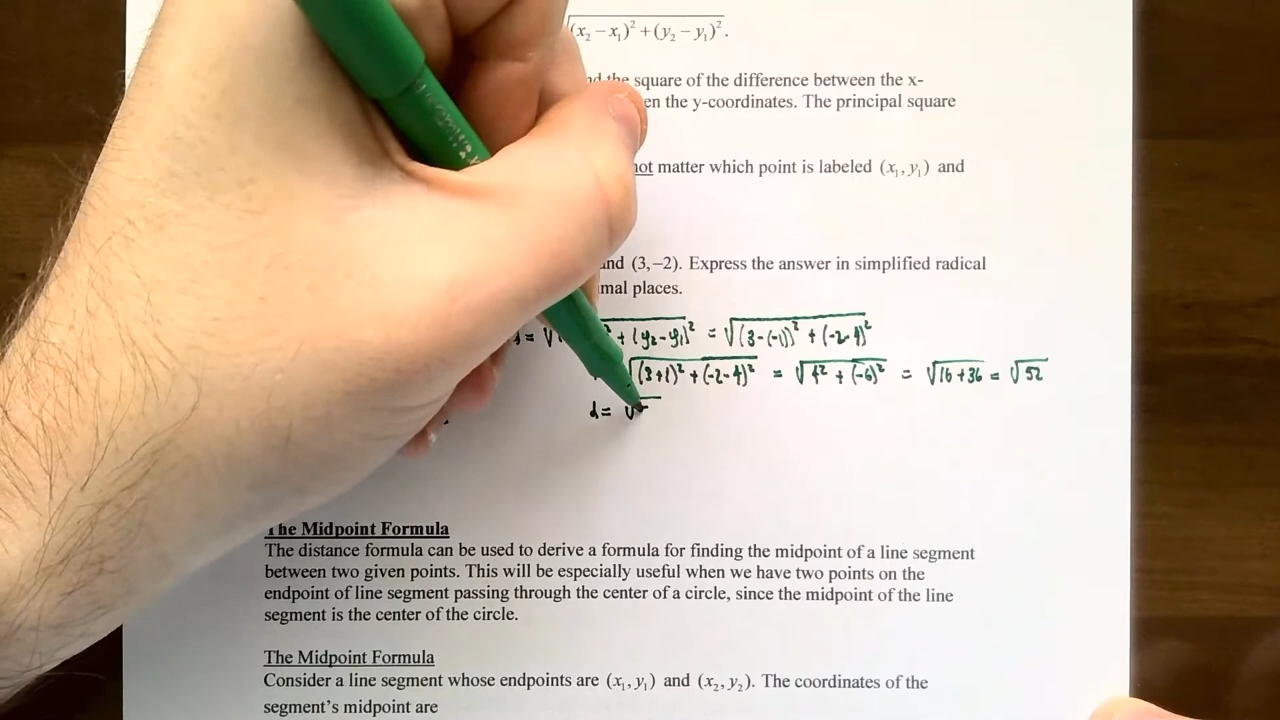 (x₂ − x₁)² + (y₂ − y₁)².
the square of the difference between the x-
the y-coordinates. The principal square
not matter which point is labeled (x₁, y₁) and
and (3, −2). Express the answer in simplified radical
places.
d = √ ² + (y₂ − y₁)² = √(3 − (−1))² + (−2 − 4)²
√(3+1)² + (−2−4)² = √4² + (−6)² = √16 + 36 = √52
d = √
The Midpoint Formula
The distance formula can be used to derive a formula for finding the midpoint of a line segment
between two given points. This will be especially useful when we have two points on the
endpoint of line segment passing through the center of a circle, since the midpoint of the line
segment is the center of the circle.
The Midpoint Formula
Consider a line segment whose endpoints are (x₁, y₁) and (x₂, y₂). The coordinates of the
segment's midpoint are